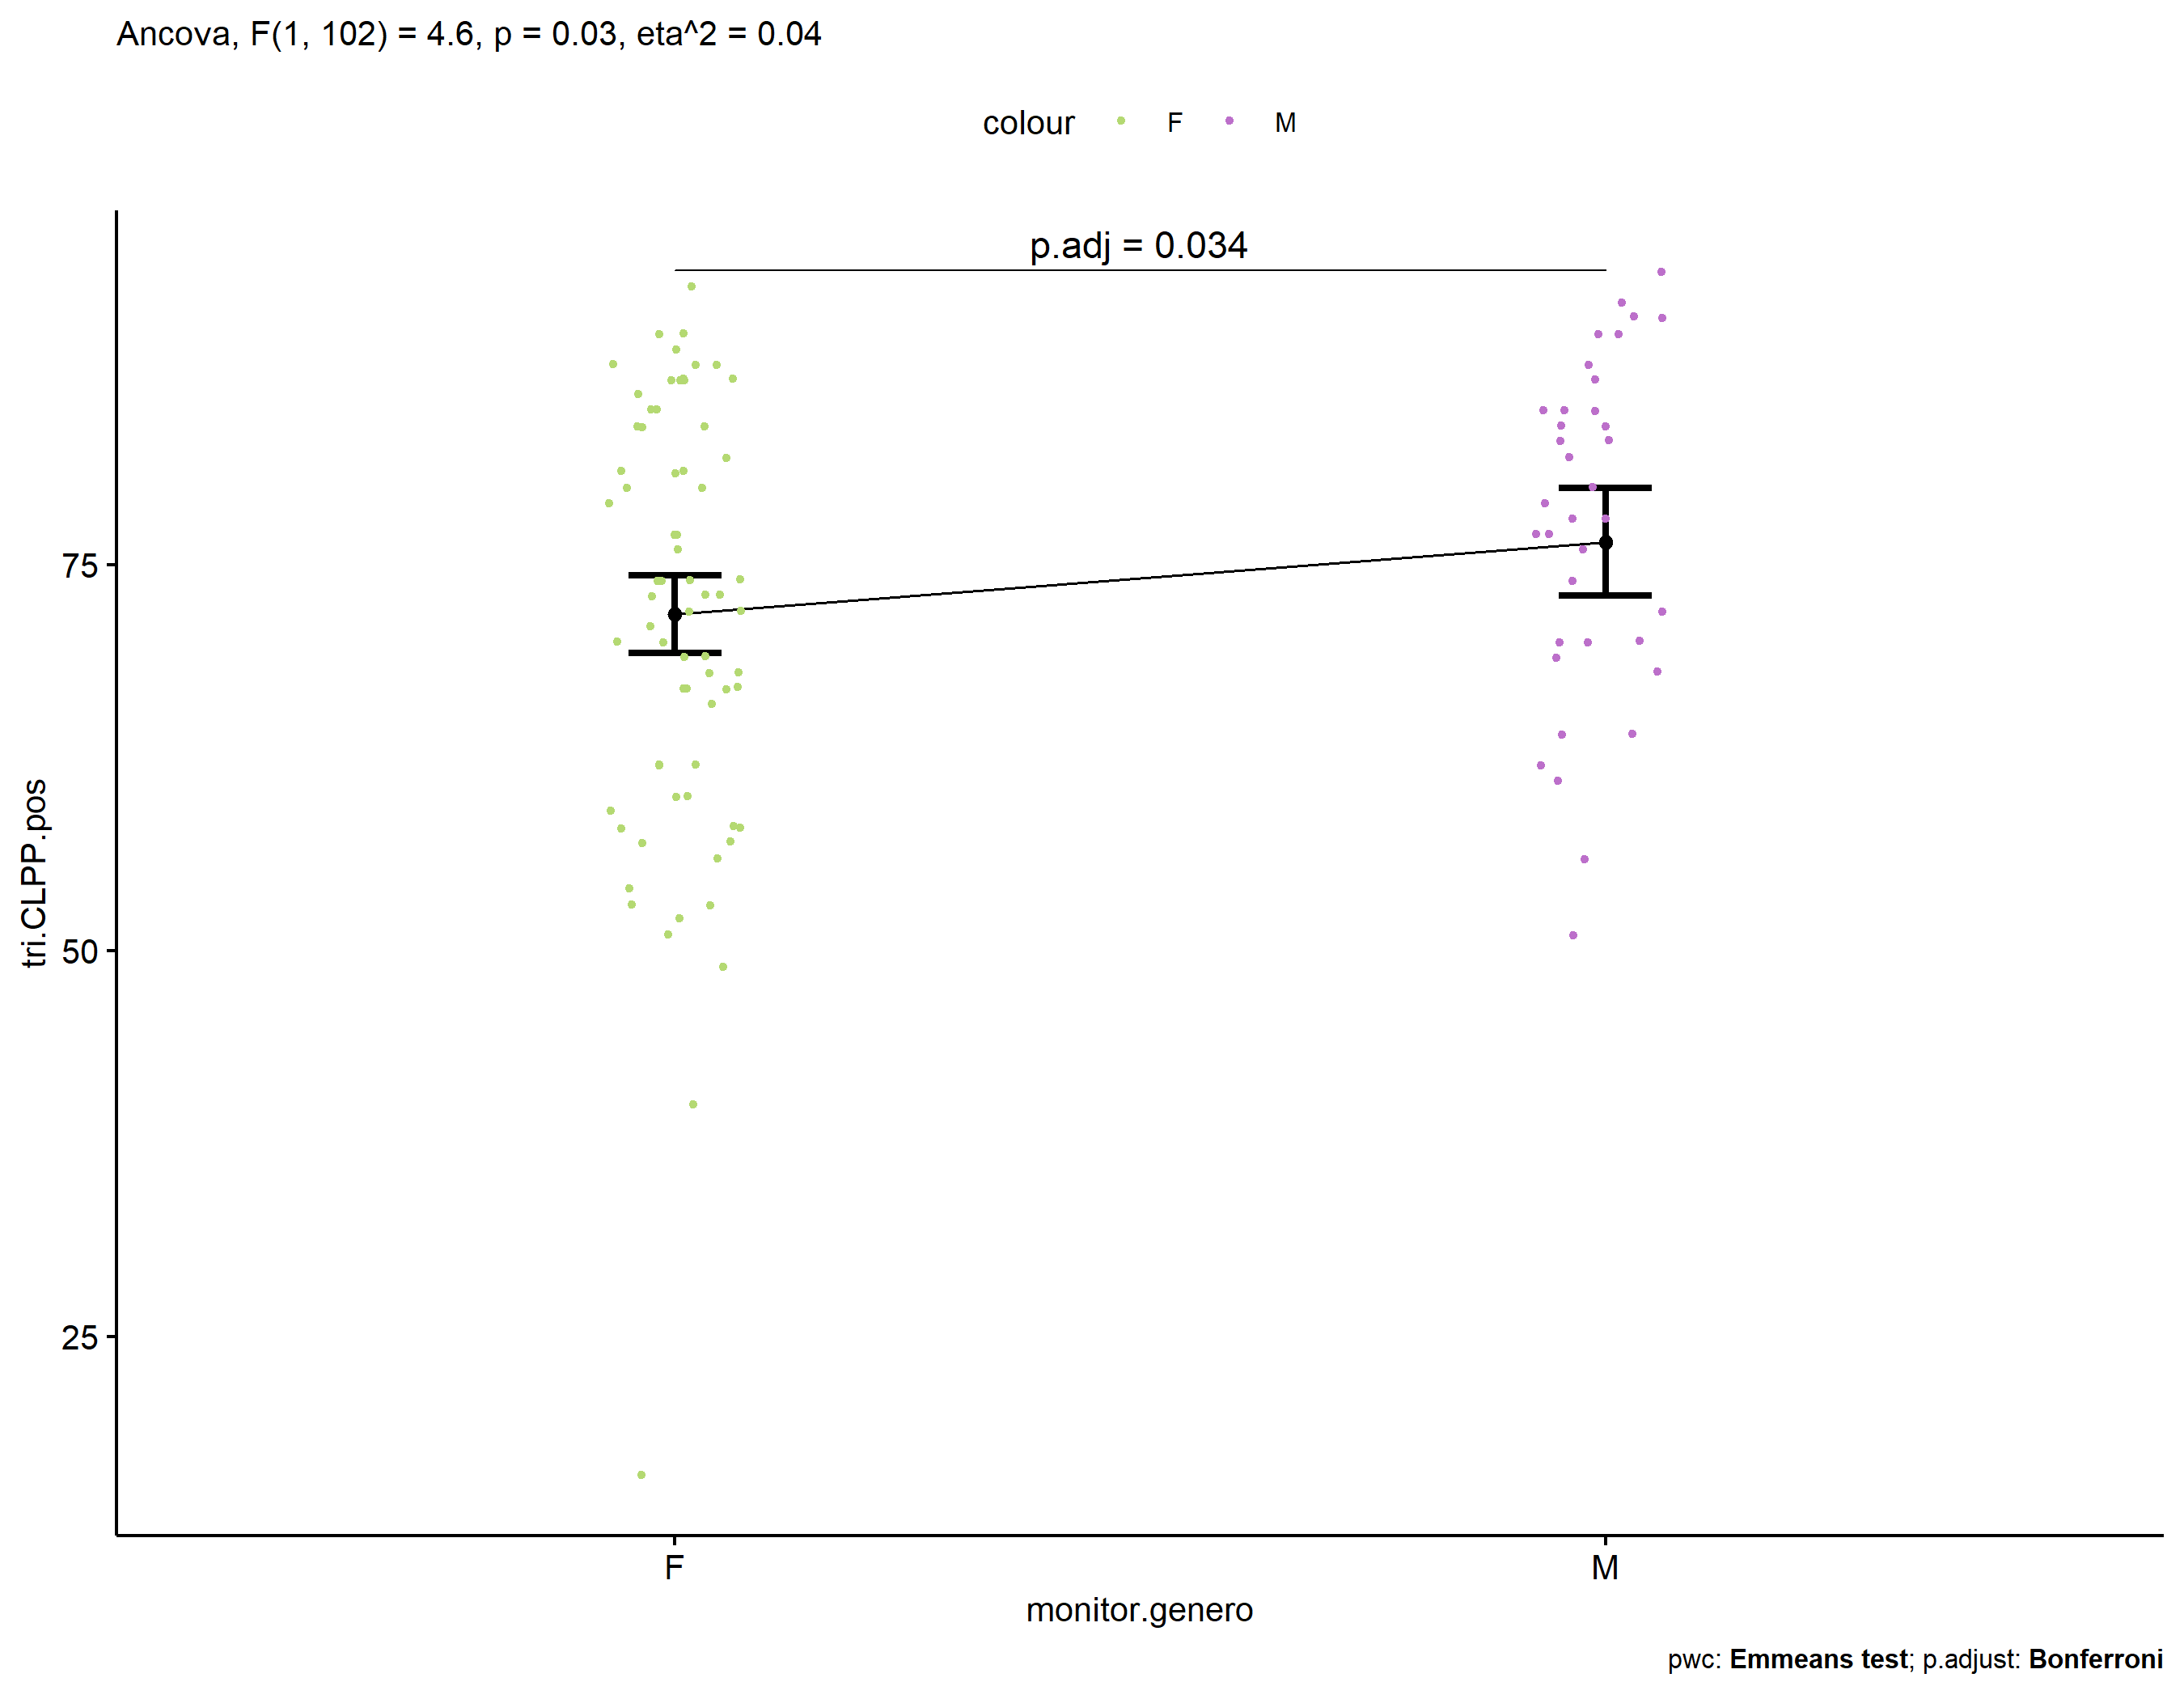 Ancova, F(1, 102) = 4.6, p = 0.03, eta^2 = 0.04
colour F M
p.adj = 0.034
75
50
25
tri.CLPP.pos
F M
monitor.genero
pwc: Emmeans test; p.adjust: Bonferroni